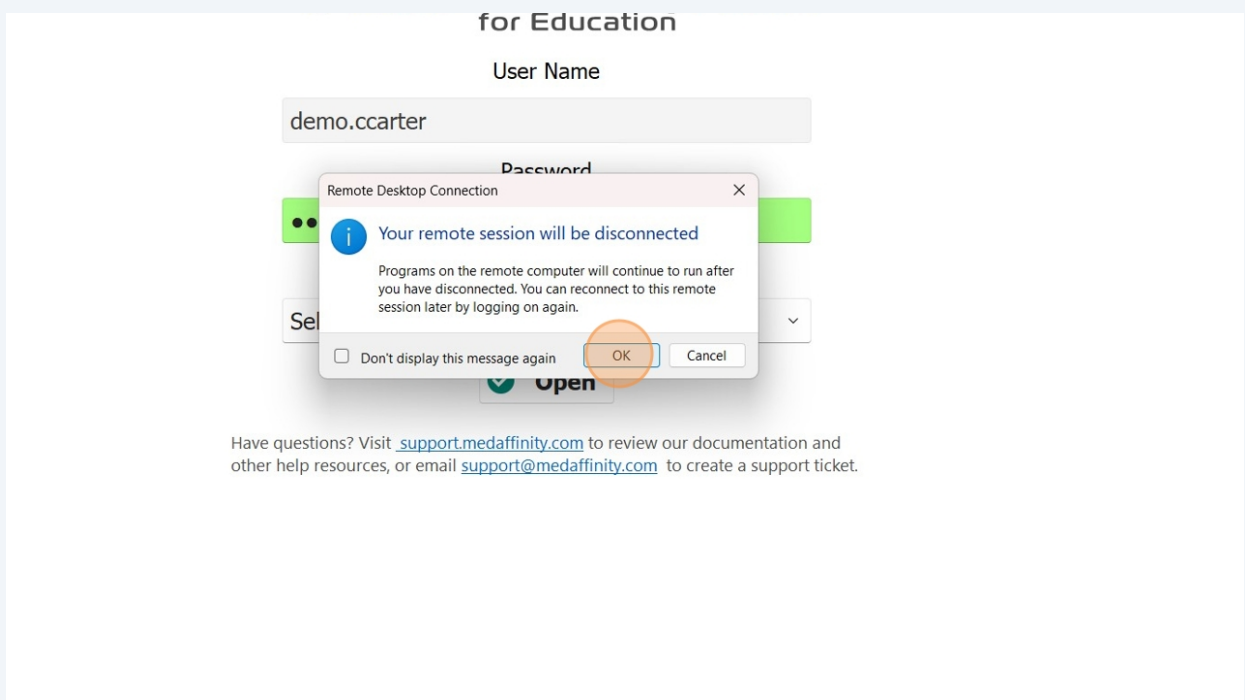 for Education
User Name
demo.ccarter
Password
Remote Desktop Connection
Your remote session will be disconnected
Programs on the remote computer will continue to run after
you have disconnected. You can reconnect to this remote
session later by logging on again.
Don't display this message again
OK
Cancel
Open
Have questions? Visit support.medaffinity.com to review our documentation and
other help resources, or email support@medaffinity.com to create a support ticket.